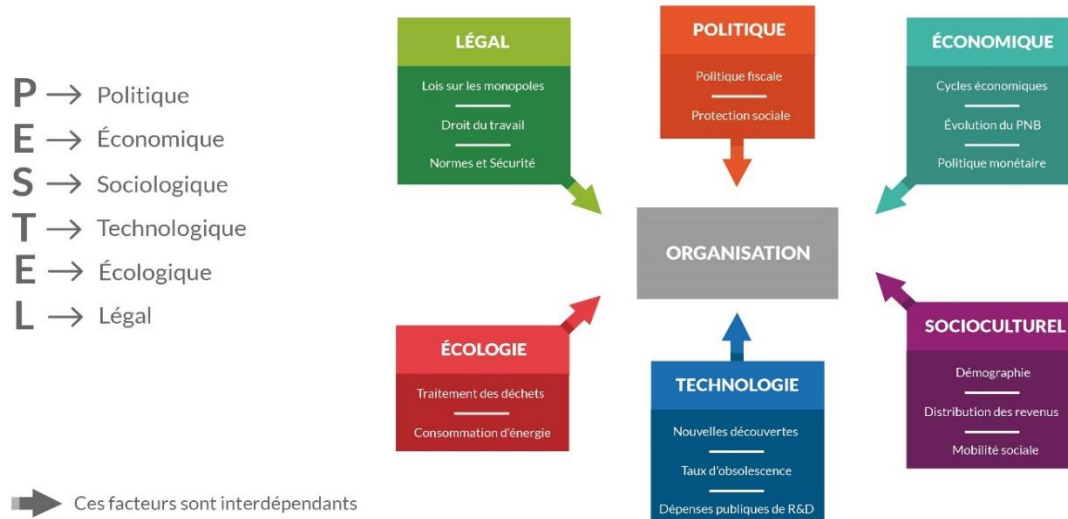 P → Politique
E → Économique
S → Sociologique
T → Technologique
E → Écologique
L → Légal
Ces facteurs sont interdépendants
LÉGAL
Lois sur les monopoles
Droit du travail
Normes et Sécurité
POLITIQUE
Politique fiscale
Protection sociale
ÉCONOMIQUE
Cycles économiques
Évolution du PNB
Politique monétaire
ORGANISATION
ÉCOLOGIE
Traitement des déchets
Consommation d'énergie
TECHNOLOGIE
Nouvelles découvertes
Taux d'obsolescence
Dépenses publiques de R&D
SOCIOCULTUREL
Démographie
Distribution des revenus
Mobilité sociale